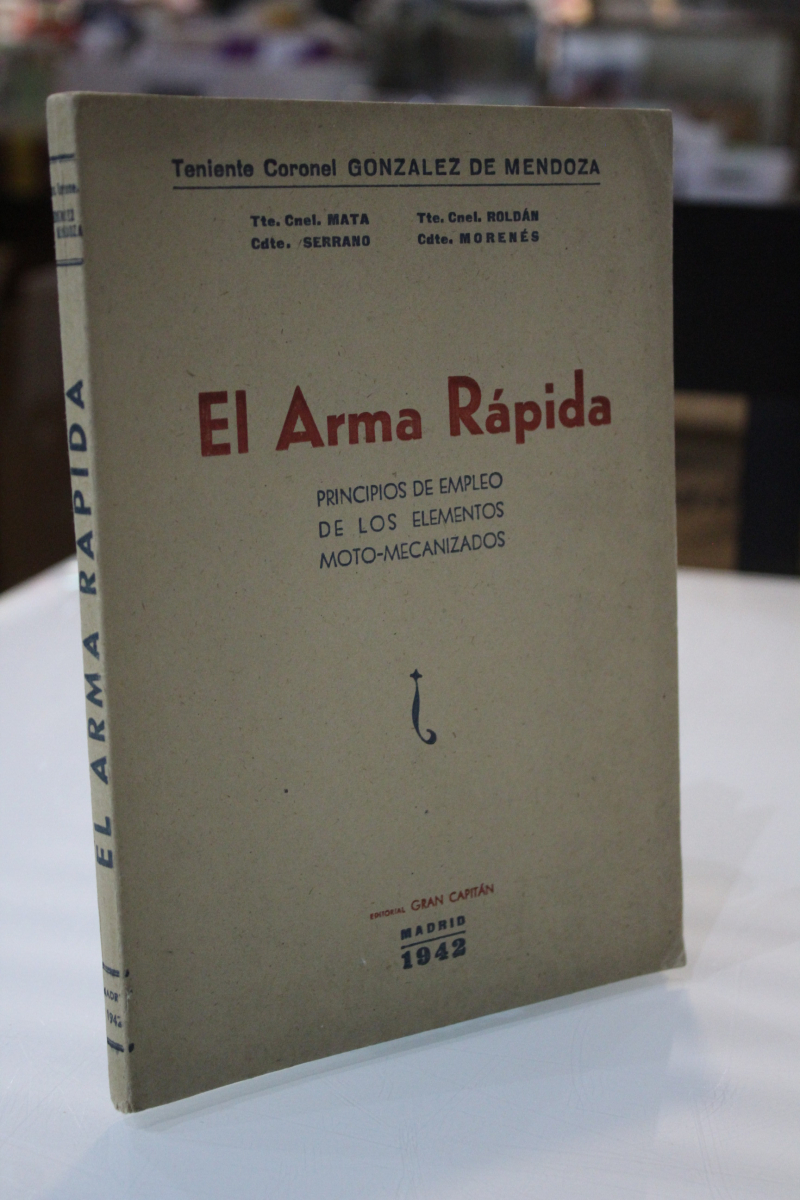 Teniente Coronel GONZALEZ DE MENDOZA
Tte. Cnel. MATA Tte. Cnel. ROLDÁN
Cdte. SERRANO Cdte. MORENÉS
El Arma Rápida
PRINCIPIOS DE EMPLEO
DE LOS ELEMENTOS
MOTO-MECANIZADOS
EDITORIAL GRAN CAPITÁN
MADRID
1942
EL ARMA RAPIDA
1942